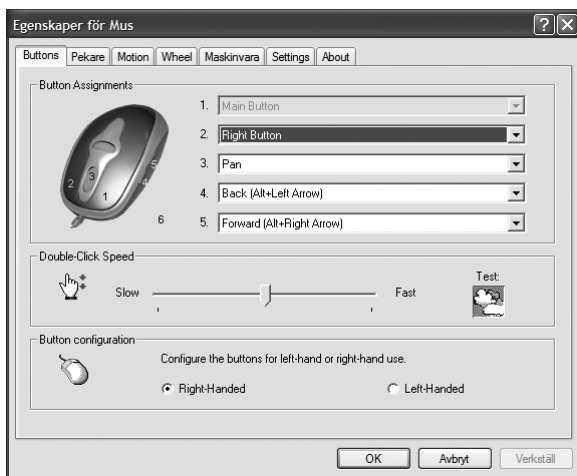 Egenskaper för Mus
Buttons Pekare Motion Wheel Maskinvara Settings About
Button Assignments
1. Main Button
2. Right Button
3. Pan
4. Back (Alt+Left Arrow)
5. Forward (Alt+Right Arrow)
2 3 1 4 5 6
Double-Click Speed
Slow Fast Test:
Button configuration
Configure the buttons for left-hand or right-hand use.
Right-Handed Left-Handed
OK Avbryt Verkställ